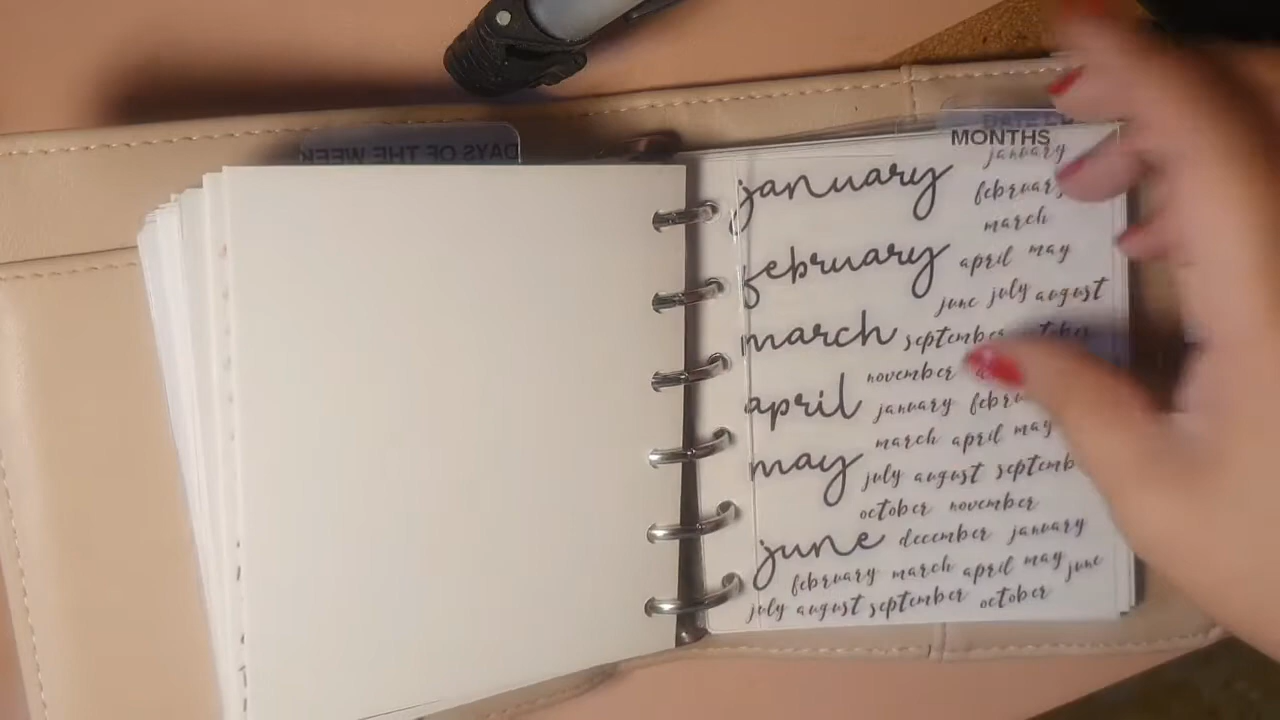 DAYS OF THE WEEK
MONTHS
january
january
february
march
february
april may
june july august
march
september october
november
april
january
march april may
may
july august
october november
june
december january
february march april may june
july august september october